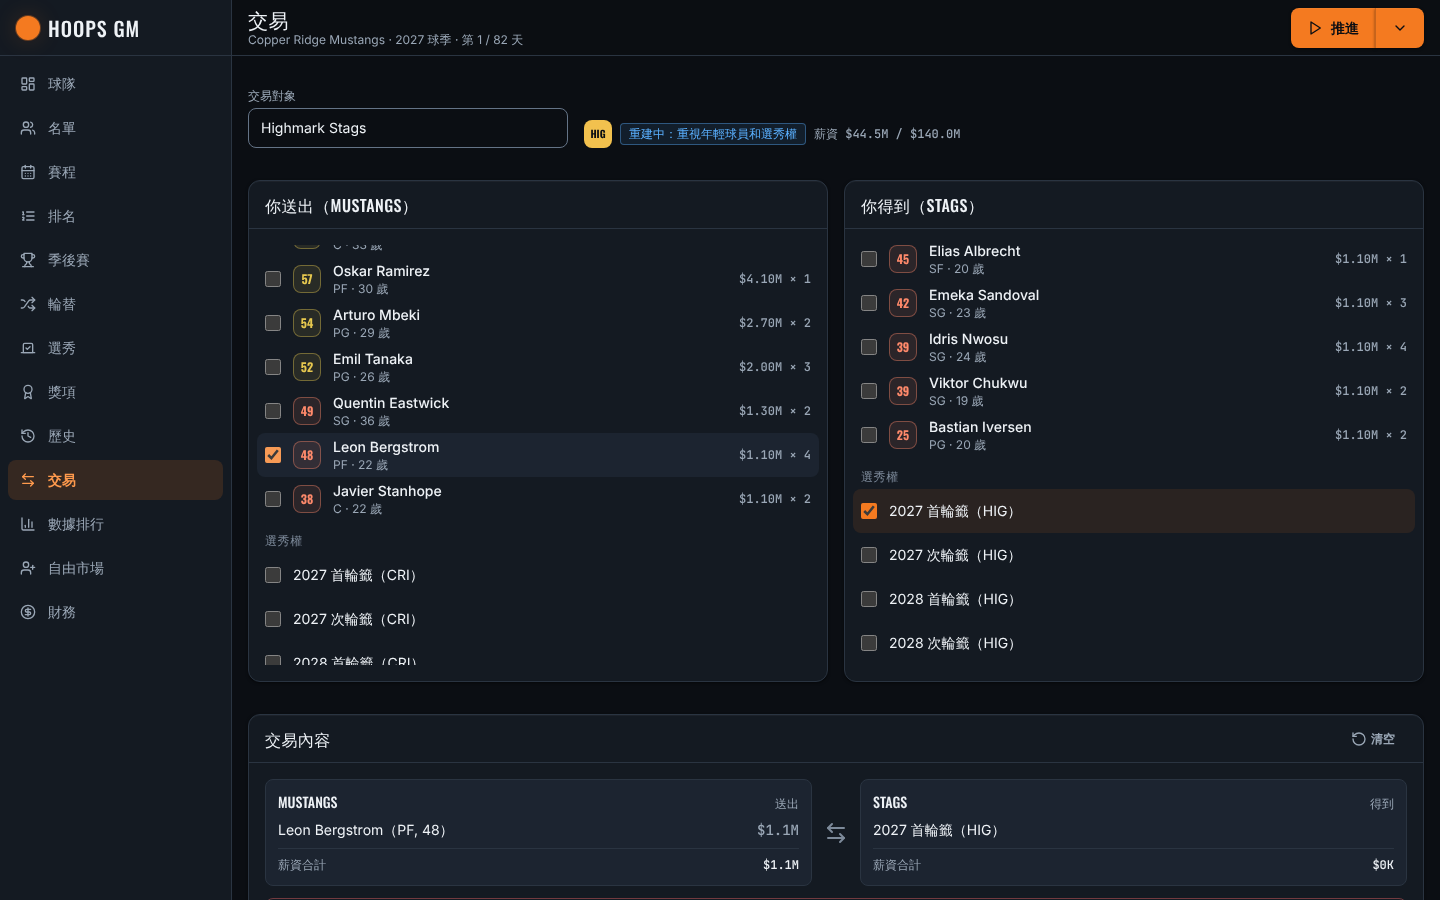 HOOPS GM
球隊
名單
賽程
排名
季後賽
輪替
選秀
獎項
歷史
交易
數據排行
自由市場
財務
交易
Copper Ridge Mustangs · 2027 球季 · 第 1 / 82 天
推進
交易對象
Highmark Stags
HIG
重建中：重視年輕球員和選秀權
薪資 $44.5M / $140.0M
你送出（MUSTANGS）
C · 33 歲
57
Oskar Ramirez
PF · 30 歲
$4.10M × 1
54
Arturo Mbeki
PG · 29 歲
$2.70M × 2
52
Emil Tanaka
PG · 26 歲
$2.00M × 3
49
Quentin Eastwick
SG · 36 歲
$1.30M × 2
48
Leon Bergstrom
PF · 22 歲
$1.10M × 4
38
Javier Stanhope
C · 22 歲
$1.10M × 2
選秀權
2027 首輪籤（CRI）
2027 次輪籤（CRI）
2028 首輪籤（CRI）
你得到（STAGS）
45
Elias Albrecht
SF · 20 歲
$1.10M × 1
42
Emeka Sandoval
SG · 23 歲
$1.10M × 3
39
Idris Nwosu
SG · 24 歲
$1.10M × 4
39
Viktor Chukwu
SG · 19 歲
$1.10M × 2
25
Bastian Iversen
PG · 20 歲
$1.10M × 2
選秀權
2027 首輪籤（HIG）
2027 次輪籤（HIG）
2028 首輪籤（HIG）
2028 次輪籤（HIG）
交易內容
清空
MUSTANGS
送出
Leon Bergstrom（PF, 48）
$1.1M
薪資合計
$1.1M
STAGS
得到
2027 首輪籤（HIG）
薪資合計
$0K